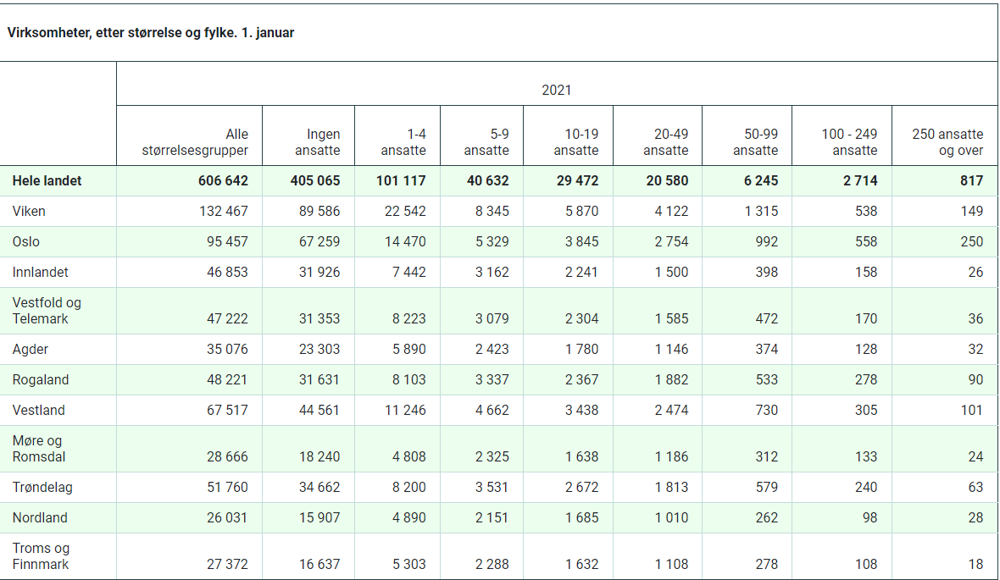 Virksomheter, etter størrelse og fylke. 1. januar
2021
Alle størrelsesgrupper Ingen ansatte 1-4 ansatte 5-9 ansatte 10-19 ansatte 20-49 ansatte 50-99 ansatte 100 - 249 ansatte 250 ansatte og over
Hele landet 606 642 405 065 101 117 40 632 29 472 20 580 6 245 2 714 817
Viken 132 467 89 586 22 542 8 345 5 870 4 122 1 315 538 149
Oslo 95 457 67 259 14 470 5 329 3 845 2 754 992 558 250
Innlandet 46 853 31 926 7 442 3 162 2 241 1 500 398 158 26
Vestfold og Telemark 47 222 31 353 8 223 3 079 2 304 1 585 472 170 36
Agder 35 076 23 303 5 890 2 423 1 780 1 146 374 128 32
Rogaland 48 221 31 631 8 103 3 337 2 367 1 882 533 278 90
Vestland 67 517 44 561 11 246 4 662 3 438 2 474 730 305 101
Møre og Romsdal 28 666 18 240 4 808 2 325 1 638 1 186 312 133 24
Trøndelag 51 760 34 662 8 200 3 531 2 672 1 813 579 240 63
Nordland 26 031 15 907 4 890 2 151 1 685 1 010 262 98 28
Troms og Finnmark 27 372 16 637 5 303 2 288 1 632 1 108 278 108 18